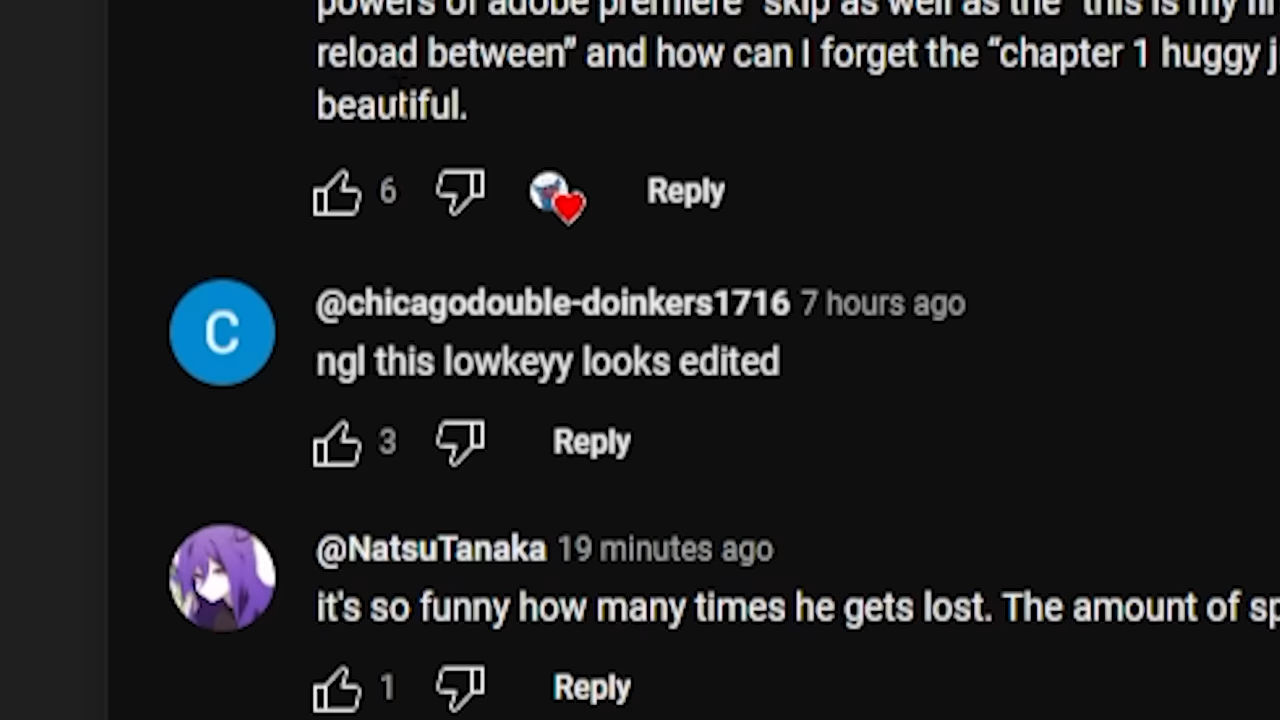 powers of adobe premiere" skip as well as the "this is my
reload between” and how can I forget the “chapter 1 huggy
beautiful.
6 Reply
C
@chicagodouble-doinkers1716 7 hours ago
ngl this lowkeyy looks edited
3 Reply
@NatsuTanaka 19 minutes ago
it's so funny how many times he gets lost. The amount of
1 Reply